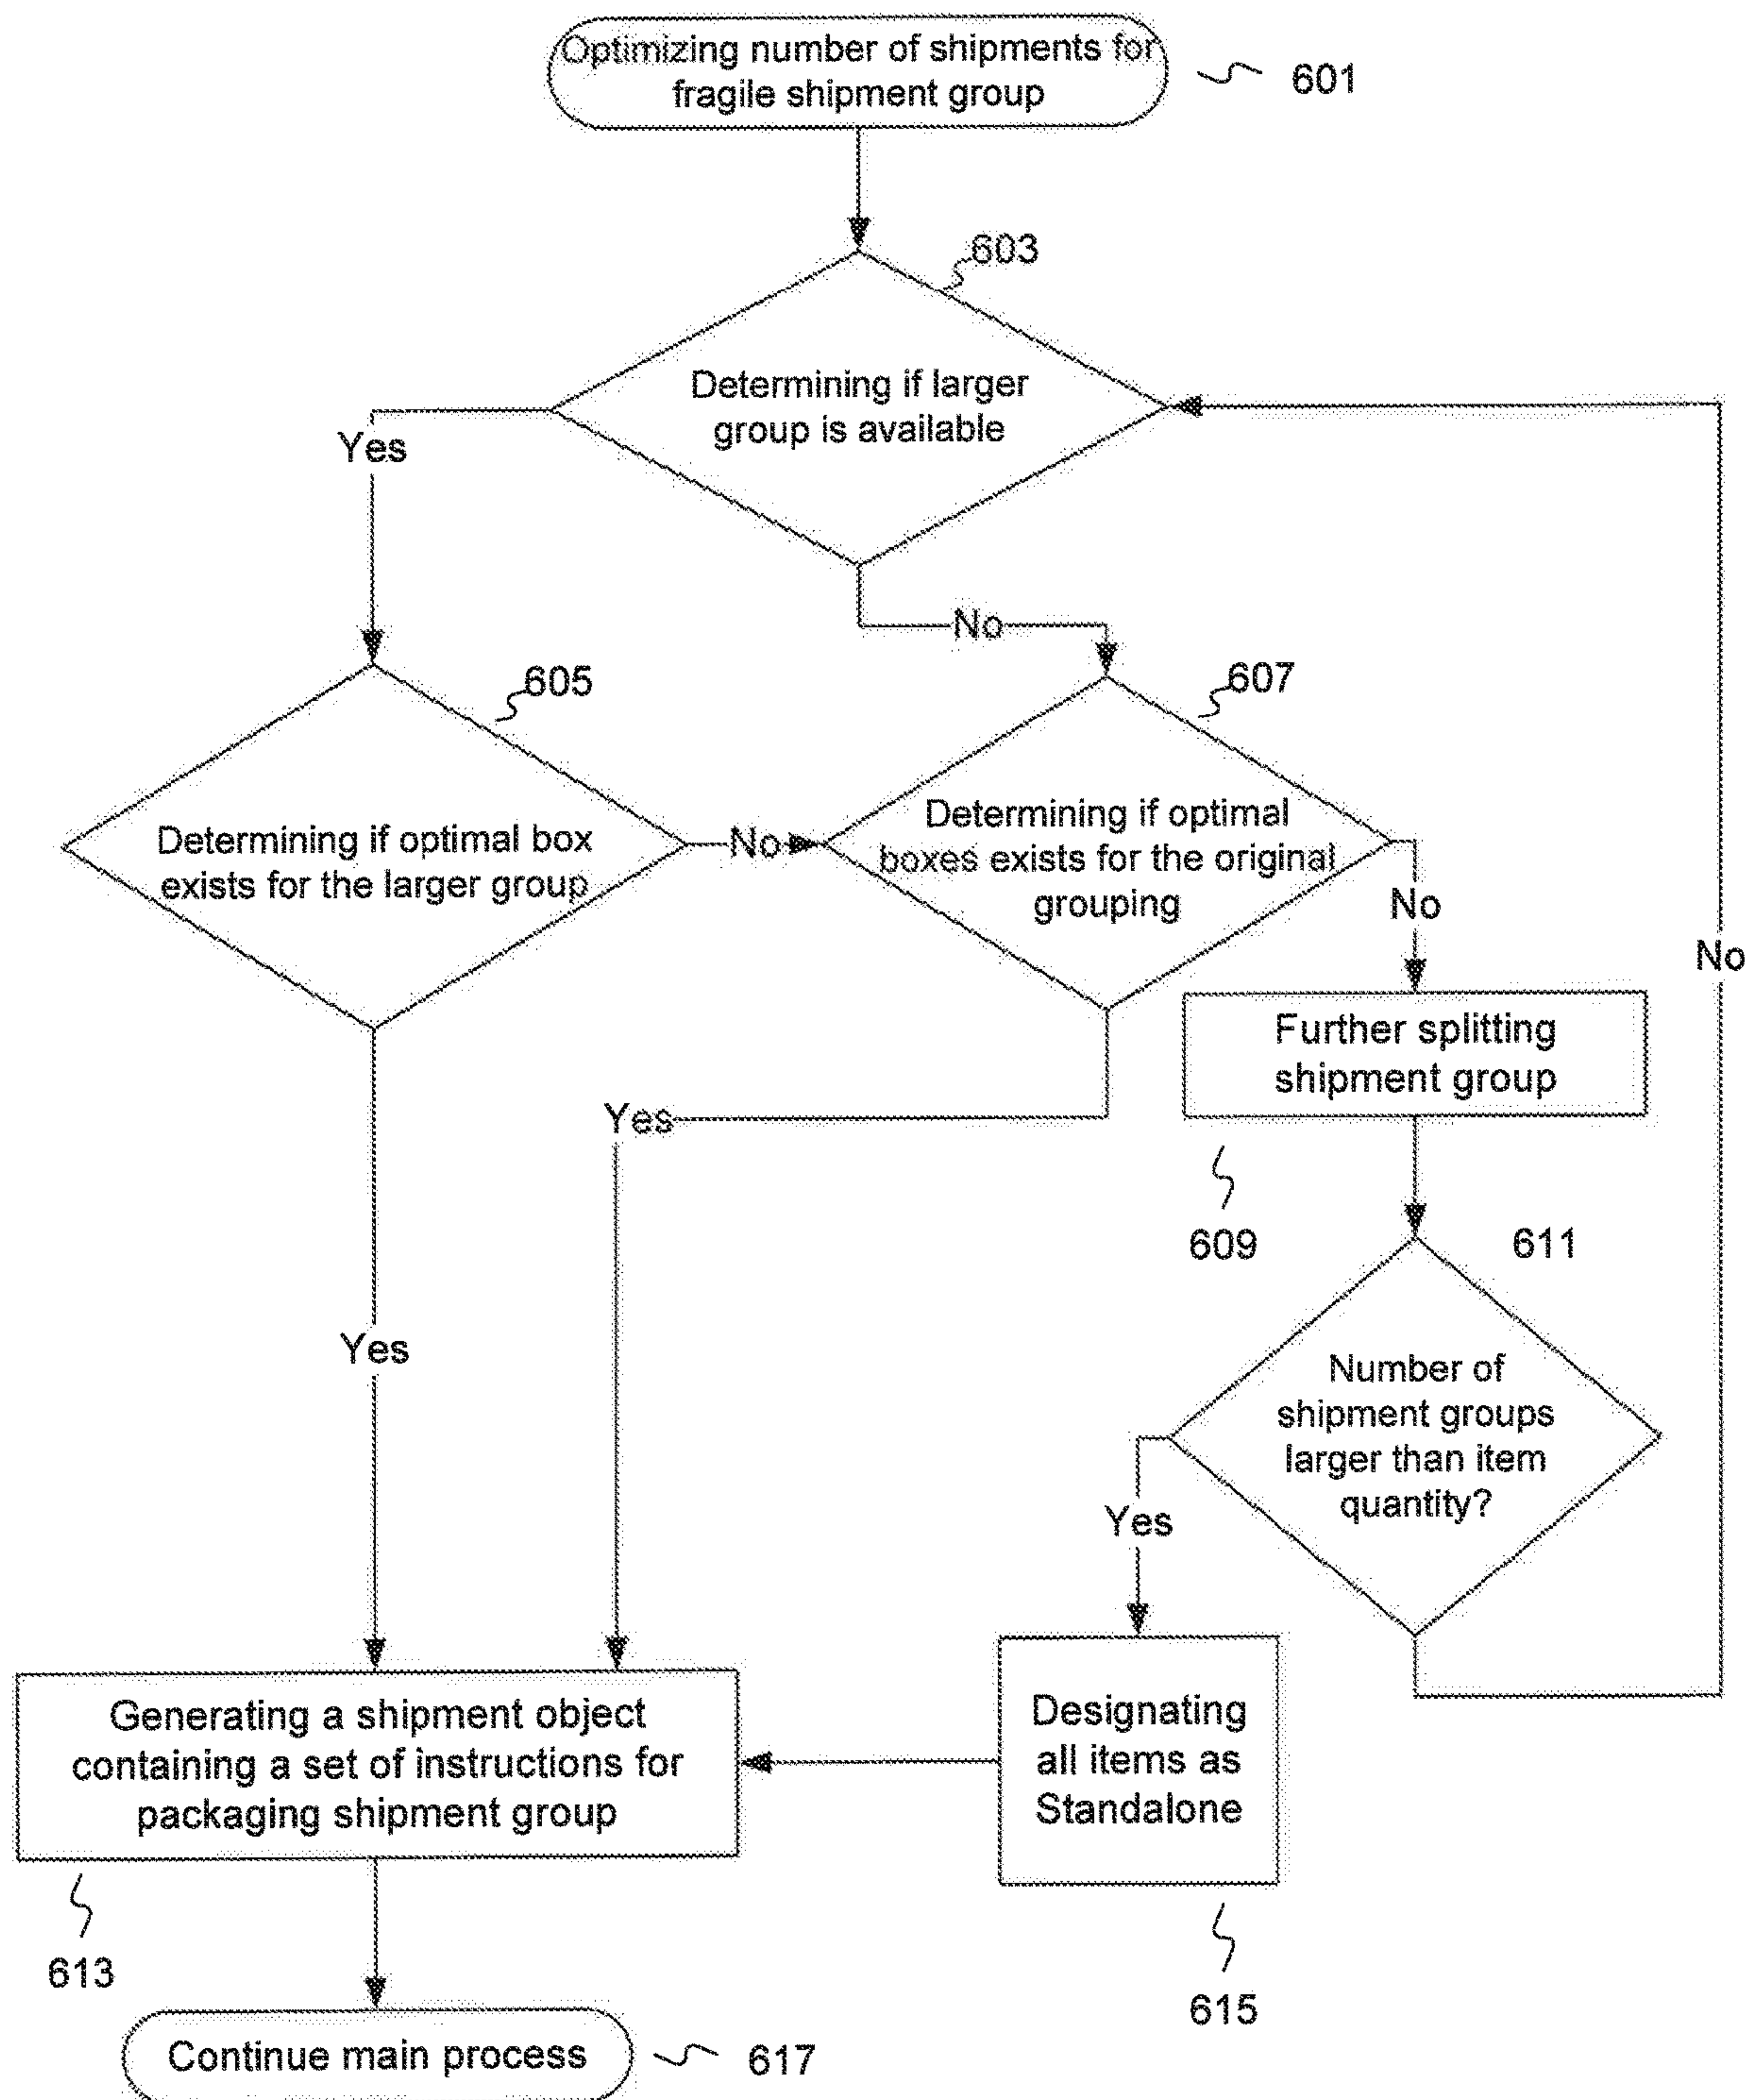 Optimizing number of shipments for
fragile shipment group
601
603
Determining if larger
group is available
Yes
No
605
607
Determining if optimal box
exists for the larger group
No
Determining if optimal
boxes exists for the original
grouping
No
No
Further splitting
shipment group
Yes
609
611
Yes
Number of
shipment groups
larger than item
quantity?
Yes
Generating a shipment object
containing a set of instructions for
packaging shipment group
Designating
all items as
Standalone
613
615
Continue main process
617